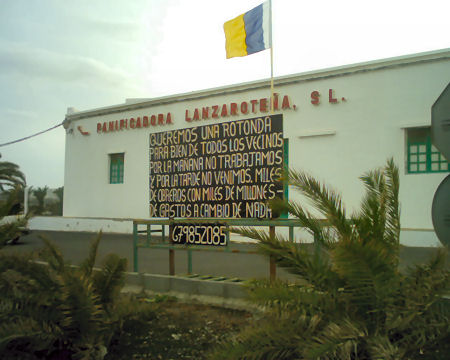 PANIFICADORA LANZAROTEÑA, S.L.
QUEREMOS UNA ROTONDA
PARA BIEN DE TODOS LOS VECINOS
POR LA MAÑANA NO TRABAJAMOS
Y POR LA TARDE NO VENIMOS. MILES
DE OBREROS CON MILES DE MILLONES
DE GASTOS A CAMBIO DE NADA
679852085